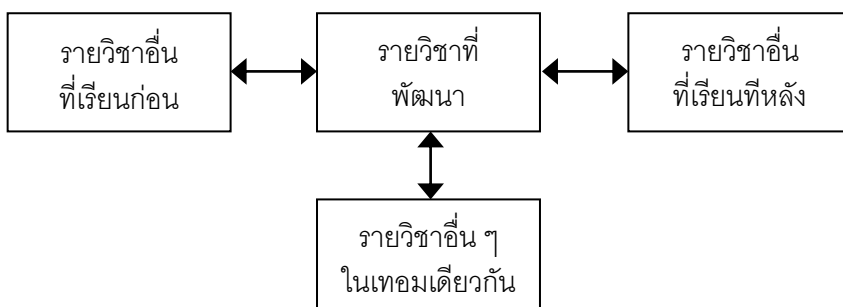 รายวิชาอื่น
ที่เรียนก่อน
รายวิชาที่
พัฒนา
รายวิชาอื่น
ที่เรียนทีหลัง
รายวิชาอื่น ๆ
ในเทอมเดียวกัน